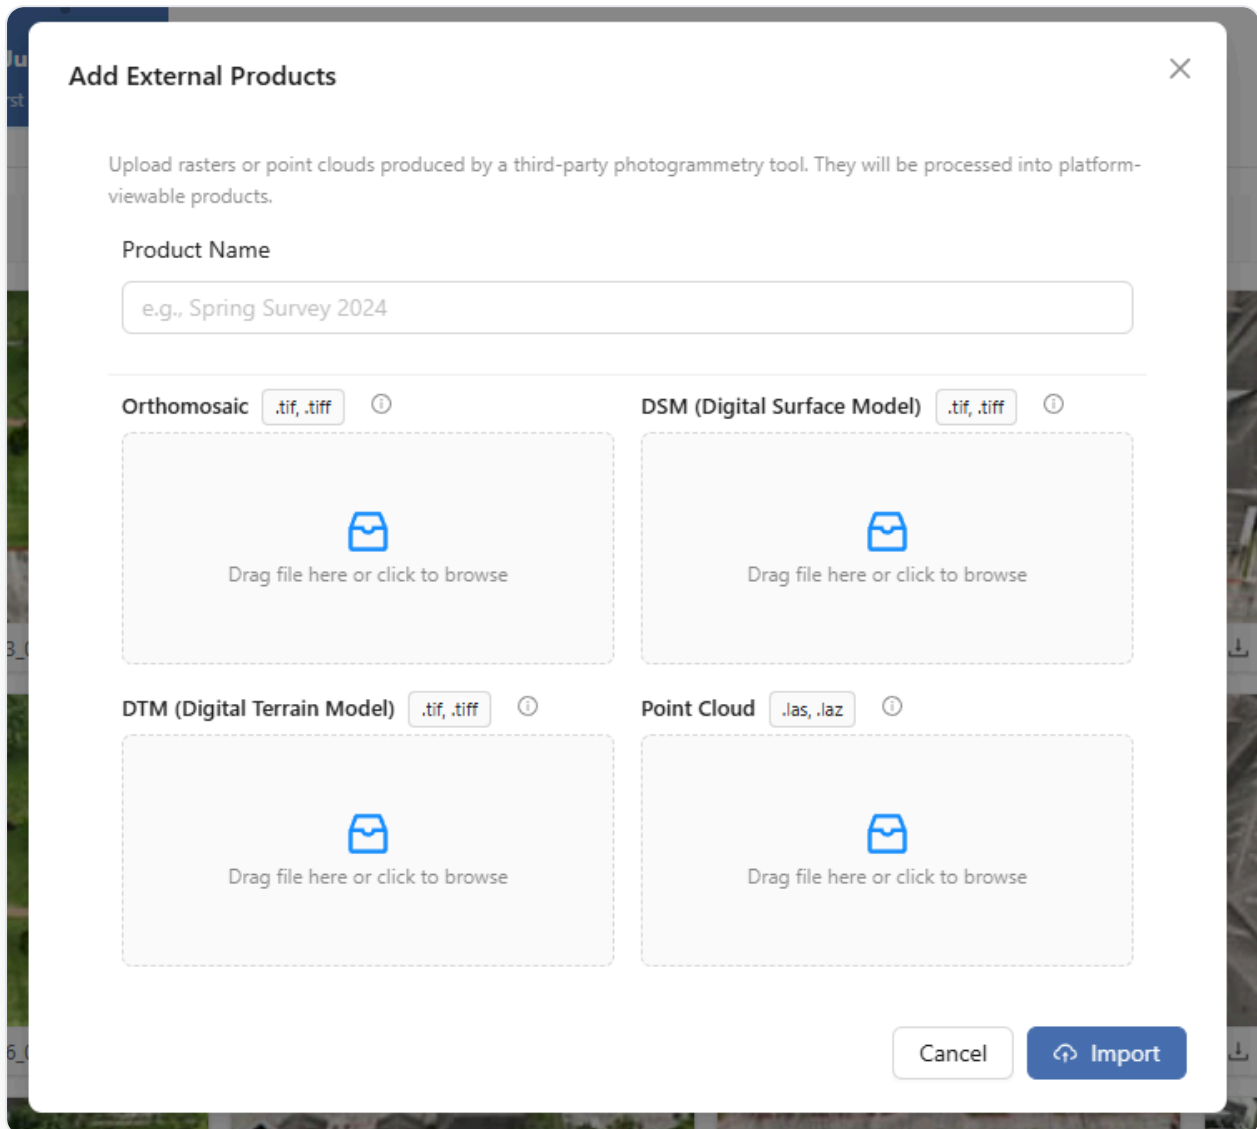 Ju
Add External Products
rst
Upload rasters or point clouds produced by a third-party photogrammetry tool. They will be processed into platform-
viewable products.
Product Name
e.g., Spring Survey 2024
Orthomosaic .tif, .tiff
DSM (Digital Surface Model) .tif, .tiff
Drag file here or click to browse
Drag file here or click to browse
3_0
DTM (Digital Terrain Model) .tif, .tiff
Point Cloud .las, .laz
Drag file here or click to browse
Drag file here or click to browse
6_0
Cancel
Import